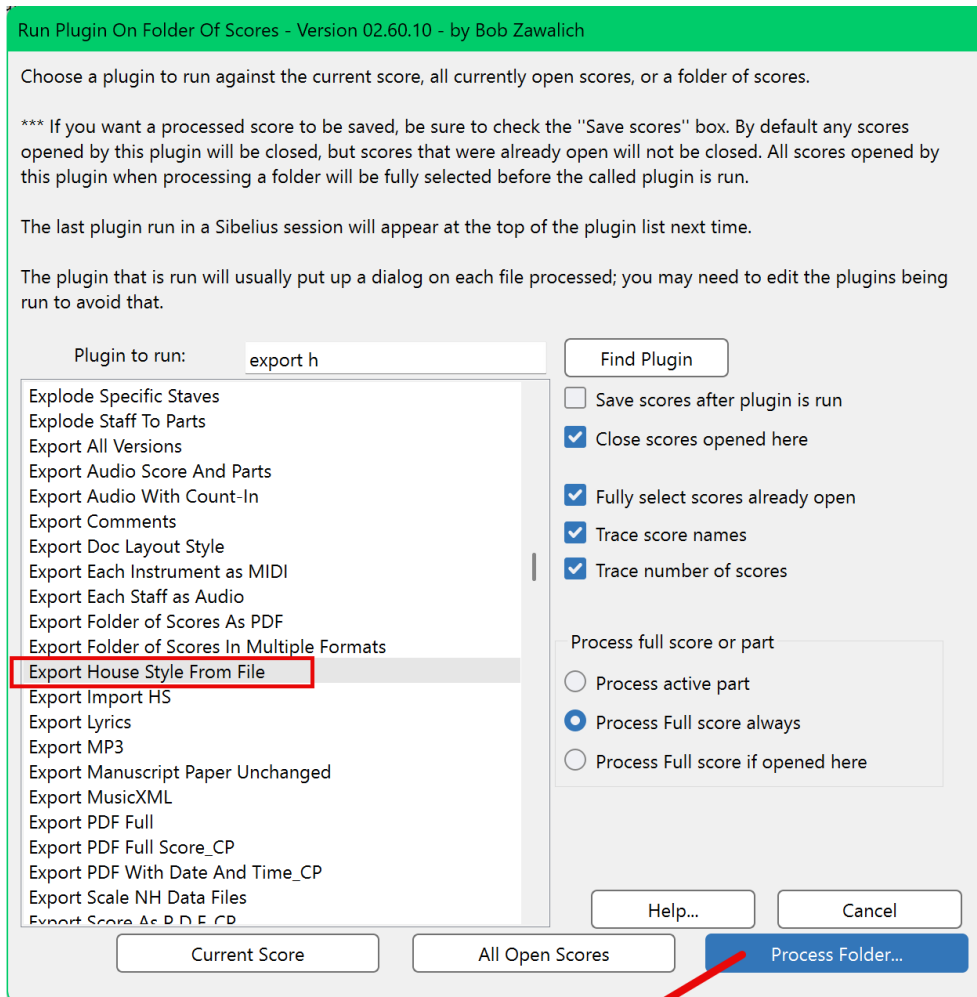 Run Plugin On Folder Of Scores - Version 02.60.10 - by Bob Zawalich
Choose a plugin to run against the current score, all currently open scores, or a folder of scores.
*** If you want a processed score to be saved, be sure to check the ''Save scores'' box. By default any scores
opened by this plugin will be closed, but scores that were already open will not be closed. All scores opened by
this plugin when processing a folder will be fully selected before the called plugin is run.
The last plugin run in a Sibelius session will appear at the top of the plugin list next time.
The plugin that is run will usually put up a dialog on each file processed; you may need to edit the plugins being
run to avoid that.
Plugin to run:
export h
Find Plugin
Explode Specific Staves
Explode Staff To Parts
Export All Versions
Export Audio Score And Parts
Export Audio With Count-In
Export Comments
Export Doc Layout Style
Export Each Instrument as MIDI
Export Each Staff as Audio
Export Folder of Scores As PDF
Export Folder of Scores In Multiple Formats
Export House Style From File
Export Import HS
Export Lyrics
Export MP3
Export Manuscript Paper Unchanged
Export MusicXML
Export PDF Full
Export PDF Full Score_CP
Export PDF With Date And Time_CP
Export Scale NH Data Files
Export Score As P D F_CP
Save scores after plugin is run
Close scores opened here
Fully select scores already open
Trace score names
Trace number of scores
Process full score or part
Process active part
Process Full score always
Process Full score if opened here
Help...
Cancel
Current Score
All Open Scores
Process Folder...